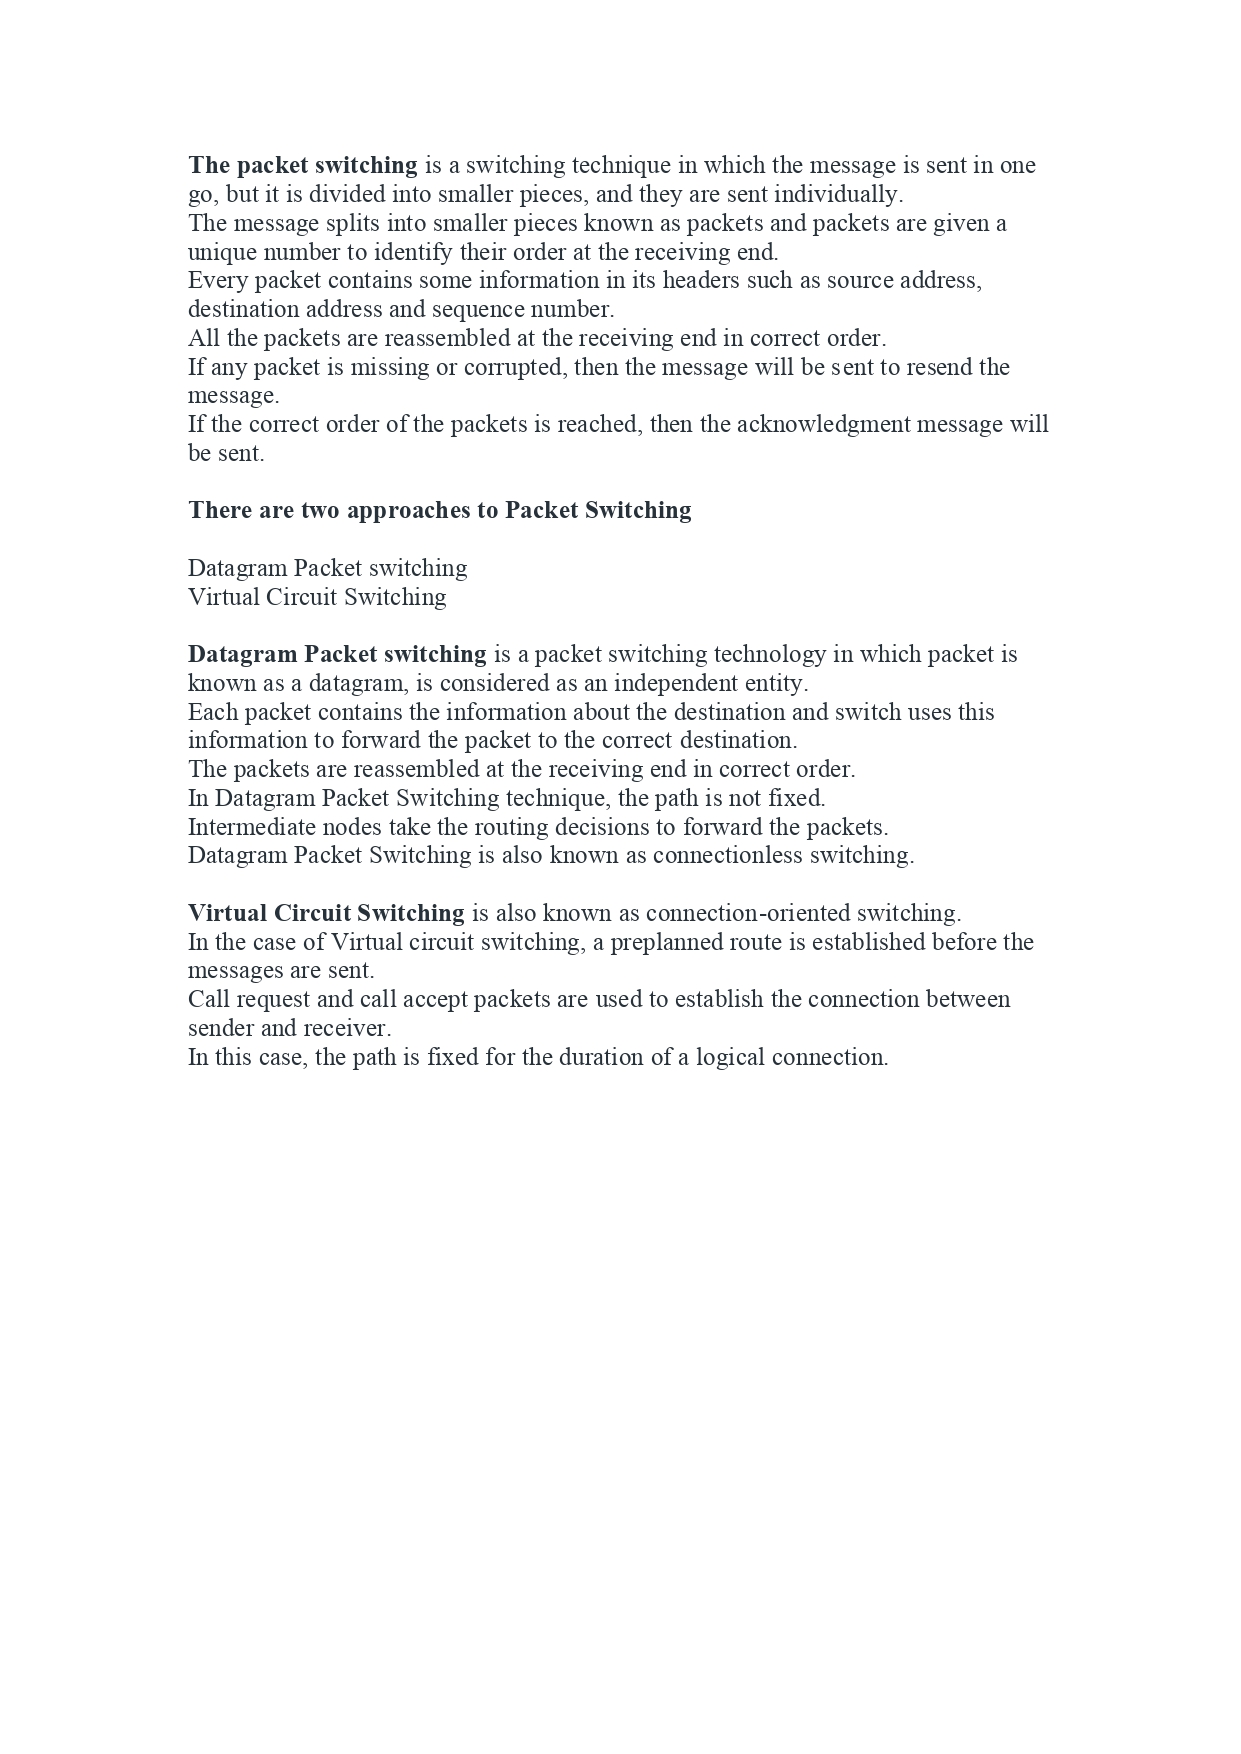 The packet switching is a switching technique in which the message is sent in one
go, but it is divided into smaller pieces, and they are sent individually.
The message splits into smaller pieces known as packets and packets are given a
unique number to identify their order at the receiving end.
Every packet contains some information in its headers such as source address,
destination address and sequence number.
All the packets are reassembled at the receiving end in correct order.
If any packet is missing or corrupted, then the message will be sent to resend the
message.
If the correct order of the packets is reached, then the acknowledgment message will
be sent.
There are two approaches to Packet Switching
Datagram Packet switching
Virtual Circuit Switching
Datagram Packet switching is a packet switching technology in which packet is
known as a datagram, is considered as an independent entity.
Each packet contains the information about the destination and switch uses this
information to forward the packet to the correct destination.
The packets are reassembled at the receiving end in correct order.
In Datagram Packet Switching technique, the path is not fixed.
Intermediate nodes take the routing decisions to forward the packets.
Datagram Packet Switching is also known as connectionless switching.
Virtual Circuit Switching is also known as connection-oriented switching.
In the case of Virtual circuit switching, a preplanned route is established before the
messages are sent.
Call request and call accept packets are used to establish the connection between
sender and receiver.
In this case, the path is fixed for the duration of a logical connection.